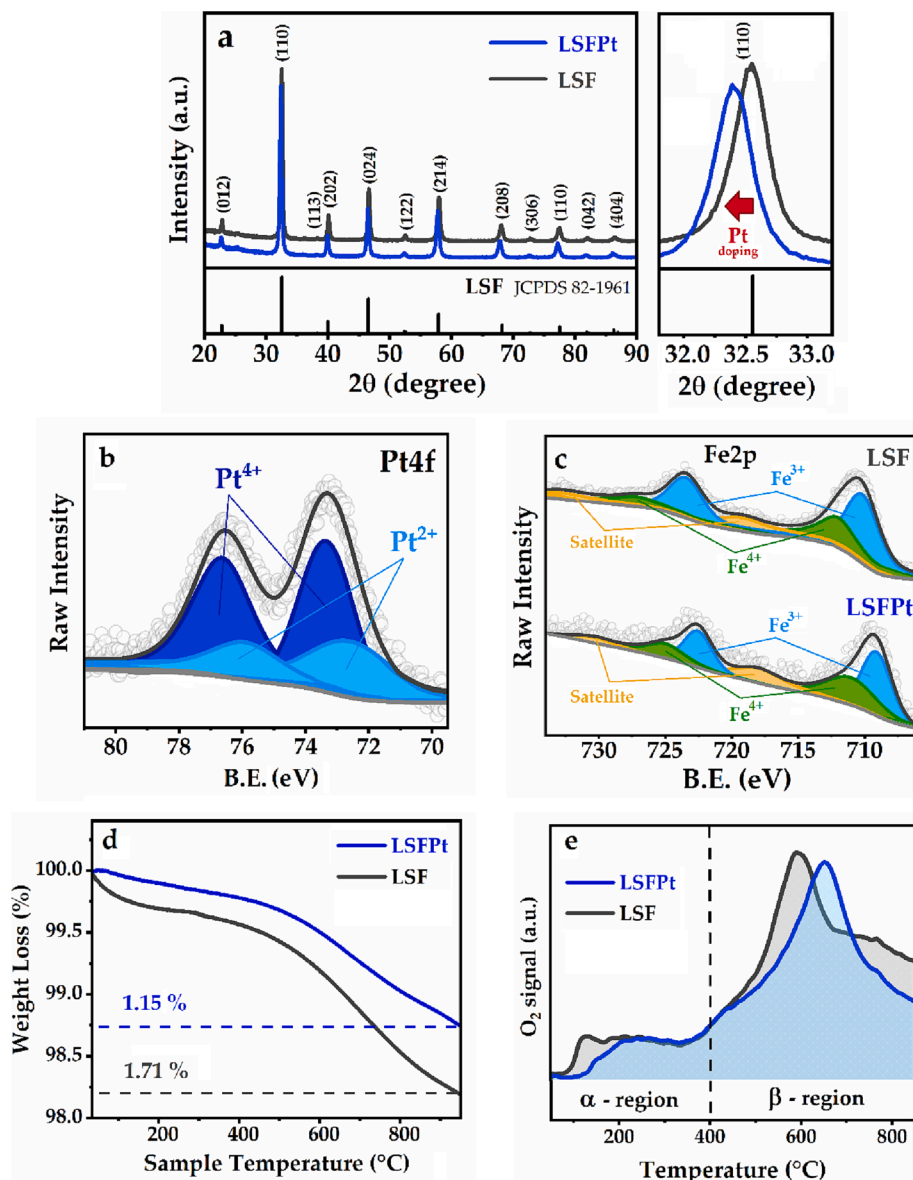 a
LSFPt
LSF
(012)
(110)
(113)
(202)
(024)
(122)
(214)
(208)
(306)
(110)
(042)
(404)
Intensity (a.u.)
LSF JCPDS 82-1961
20 30 40 50 60 70 80 90
2θ (degree)
(110)
Pt
doping
32.0 32.5 33.0
2θ (degree)
b
Pt4f
Pt4+
Pt2+
Raw Intensity
80 78 76 74 72 70
B.E. (eV)
c
Fe2p
LSF
Fe3+
Satellite
Fe4+
LSFPt
Fe3+
Satellite
Fe4+
Raw Intensity
730 725 720 715 710
B.E. (eV)
d
LSFPt
LSF
Weight Loss (%)
100.0
99.5
99.0
98.5
98.0
1.15 %
1.71 %
200 400 600 800
Sample Temperature (°C)
e
LSFPt
LSF
O2 signal (a.u.)
α - region
β - region
200 400 600 800
Temperature (°C)